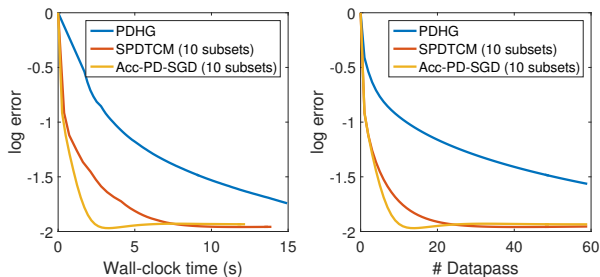 0
-0.5
-1
-1.5
-2
log error
PDHG
SPDTCM (10 subsets)
Acc-PD-SGD (10 subsets)
0
5
10
15
Wall-clock time (s)
0
-0.5
-1
-1.5
-2
log error
PDHG
SPDTCM (10 subsets)
Acc-PD-SGD (10 subsets)
0
20
40
60
# Datapass